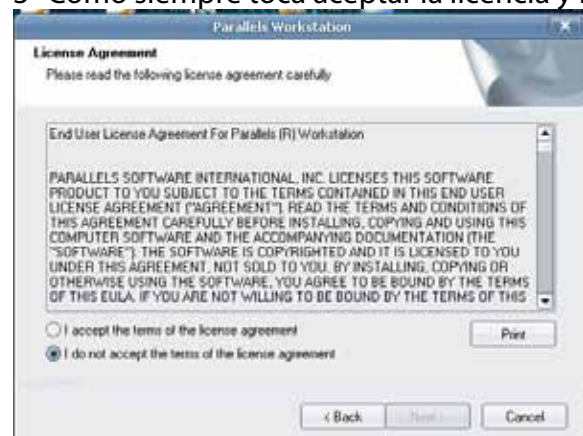 Como siempre toca aceptar la licencia y
Parallels Workstation
License Agreement
Please read the following license agreement carefully
End User License Agreement For Parallels (R) Workstation
PARALLELS SOFTWARE INTERNATIONAL, INC. LICENSES THIS SOFTWARE
PRODUCT TO YOU SUBJECT TO THE TERMS CONTAINED IN THIS END USER
LICENSE AGREEMENT ("AGREEMENT"). READ THE TERMS AND CONDITIONS OF
THIS AGREEMENT CAREFULLY BEFORE INSTALLING, COPYING AND USING THIS
COMPUTER SOFTWARE AND THE ACCOMPANYING DOCUMENTATION (THE
"SOFTWARE"). THE SOFTWARE IS COPYRIGHTED AND IT IS LICENSED TO YOU
UNDER THIS AGREEMENT, NOT SOLD TO YOU. BY INSTALLING, COPYING OR
OTHERWISE USING THE SOFTWARE, YOU AGREE TO BE BOUND BY THE TERMS
OF THIS EULA. IF YOU ARE NOT WILLING TO BE BOUND BY THE TERMS OF THIS
I accept the terms of the license agreement
Print
I do not accept the terms of the license agreement
< Back
Next >
Cancel